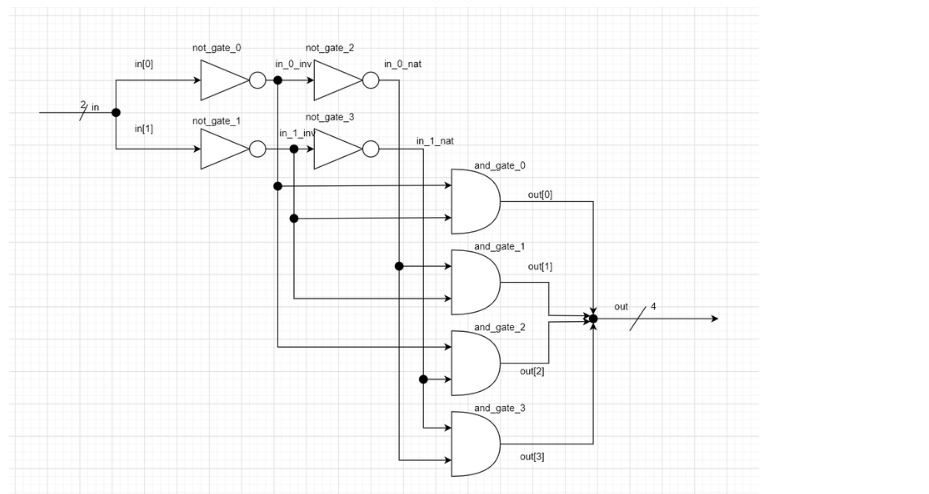 not_gate_0
not_gate_2
in[0]
in_0_inv
in_0_nat
2
in
not_gate_1
not_gate_3
in[1]
in_1_inv
in_1_nat
and_gate_0
out[0]
and_gate_1
out[1]
out
4
and_gate_2
out[2]
and_gate_3
out[3]